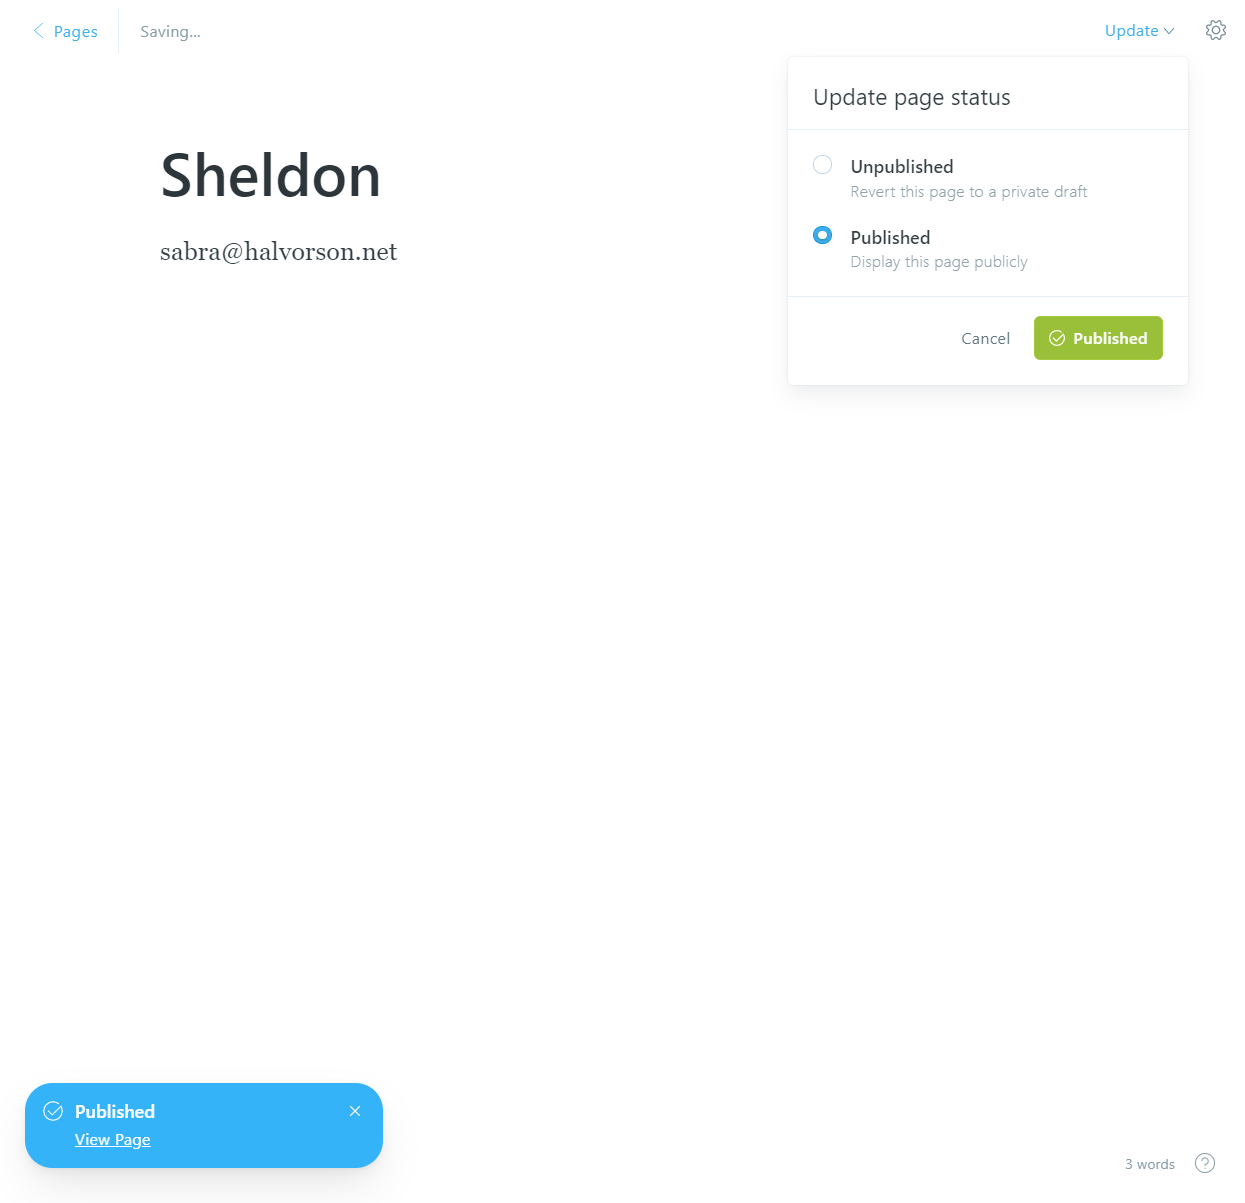 Pages
Saving...
Update
Update page status
Unpublished
Revert this page to a private draft
Published
Display this page publicly
Cancel
Published
Sheldon
sabra@halvorson.net
Published
View Page
3 words
?